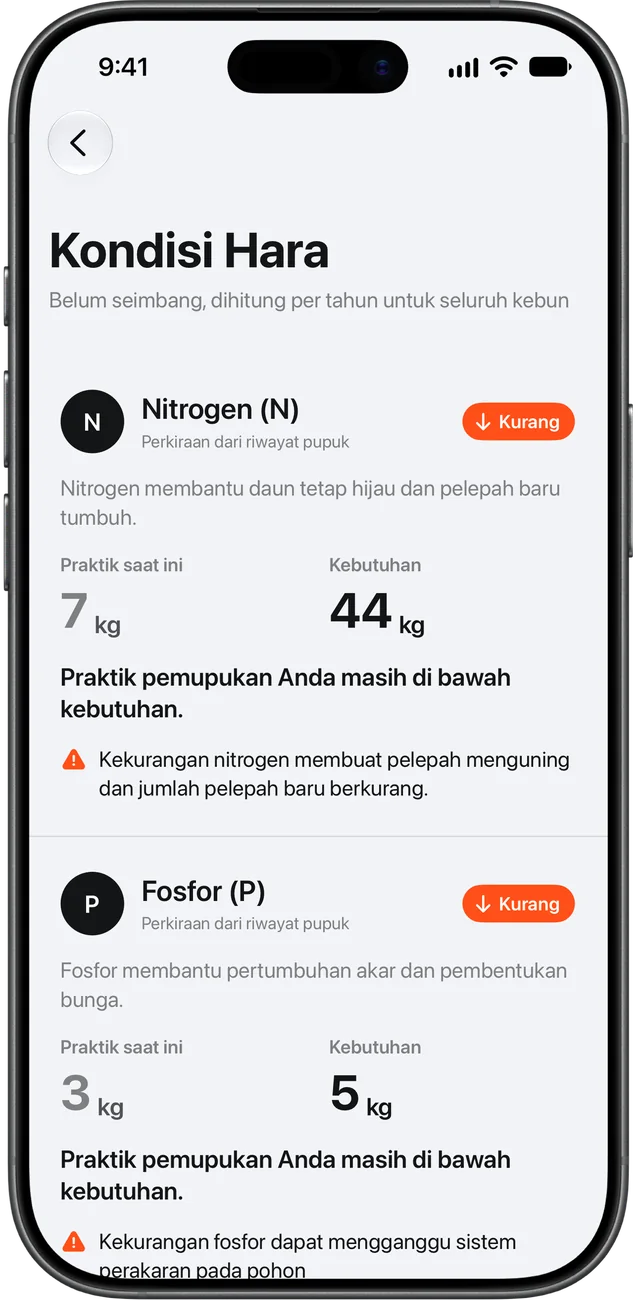 9:41
Kondisi Hara
Belum seimbang, dihitung per tahun untuk seluruh kebun
N
Nitrogen (N)
Perkiraan dari riwayat pupuk
↓ Kurang
Nitrogen membantu daun tetap hijau dan pelepah baru
tumbuh.
Praktik saat ini
Kebutuhan
7 kg
44 kg
Praktik pemupukan Anda masih di bawah
kebutuhan.
Kekurangan nitrogen membuat pelepah menguning
dan jumlah pelepah baru berkurang.
P
Fosfor (P)
Perkiraan dari riwayat pupuk
↓ Kurang
Fosfor membantu pertumbuhan akar dan pembentukan
bunga.
Praktik saat ini
Kebutuhan
3 kg
5 kg
Praktik pemupukan Anda masih di bawah
kebutuhan.
Kekurangan fosfor dapat mengganggu sistem
perakaran pada pohon